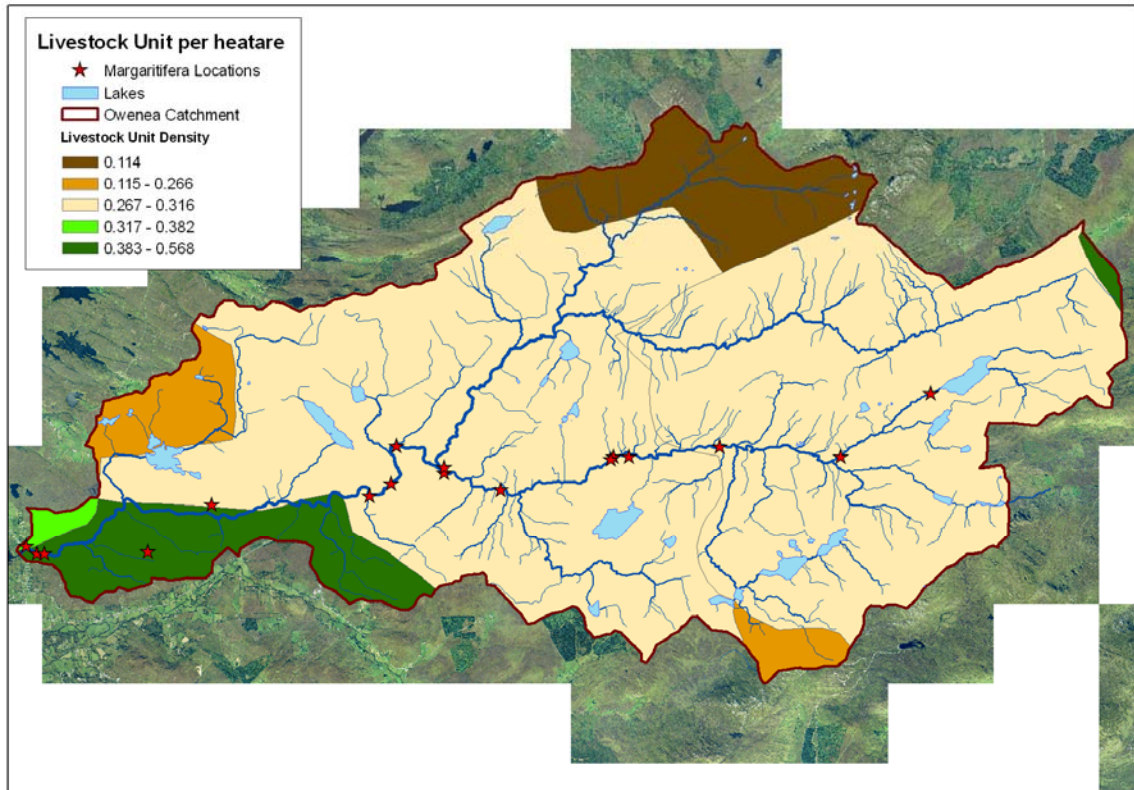 Livestock Unit per heatare
Margaritifera Locations
Lakes
Owenea Catchment
Livestock Unit Density
0.114
0.115 - 0.266
0.267 - 0.316
0.317 - 0.382
0.383 - 0.568